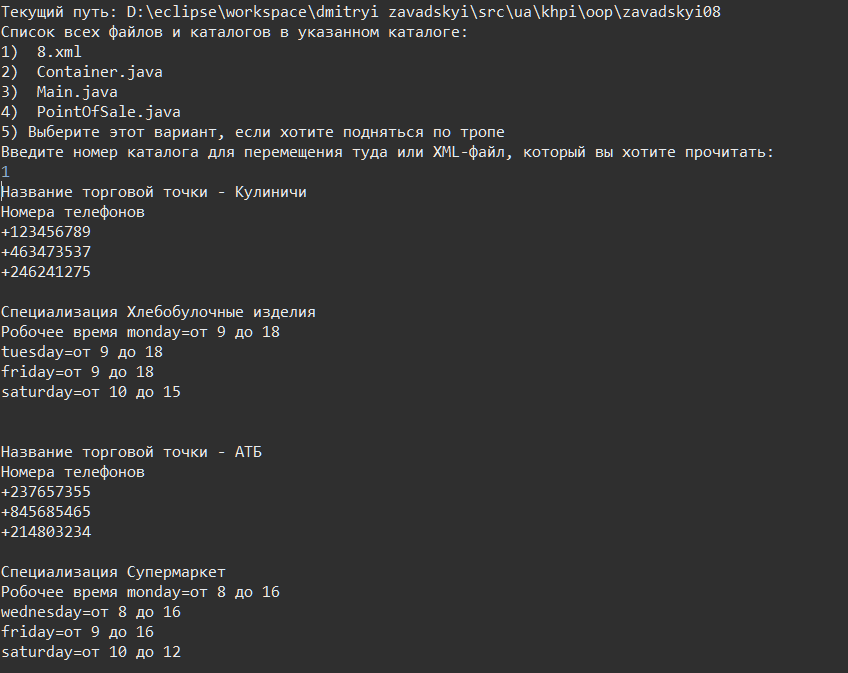 Текущий путь: D:\eclipse\workspace\dmitryi zavadskyi\src\ua\khpi\oop\zavadskyi08
Список всех файлов и каталогов в указанном каталоге:
1)  8.xml
2)  Container.java
3)  Main.java
4)  PointOfSale.java
5) Выберите этот вариант, если хотите подняться по тропе
Введите номер каталога для перемещения туда или XML-файл, который вы хотите прочитать:
1
Название торговой точки - Кулиничи
Номера телефонов
+123456789
+463473537
+246241275

Специализация Хлебобулочные изделия
Робочее время monday=от 9 до 18
tuesday=от 9 до 18
friday=от 9 до 18
saturday=от 10 до 15

Название торговой точки - АТБ
Номера телефонов
+237657355
+845685465
+214803234

Специализация Супермаркет
Робочее время monday=от 8 до 16
wednesday=от 8 до 16
friday=от 9 до 16
saturday=от 10 до 12